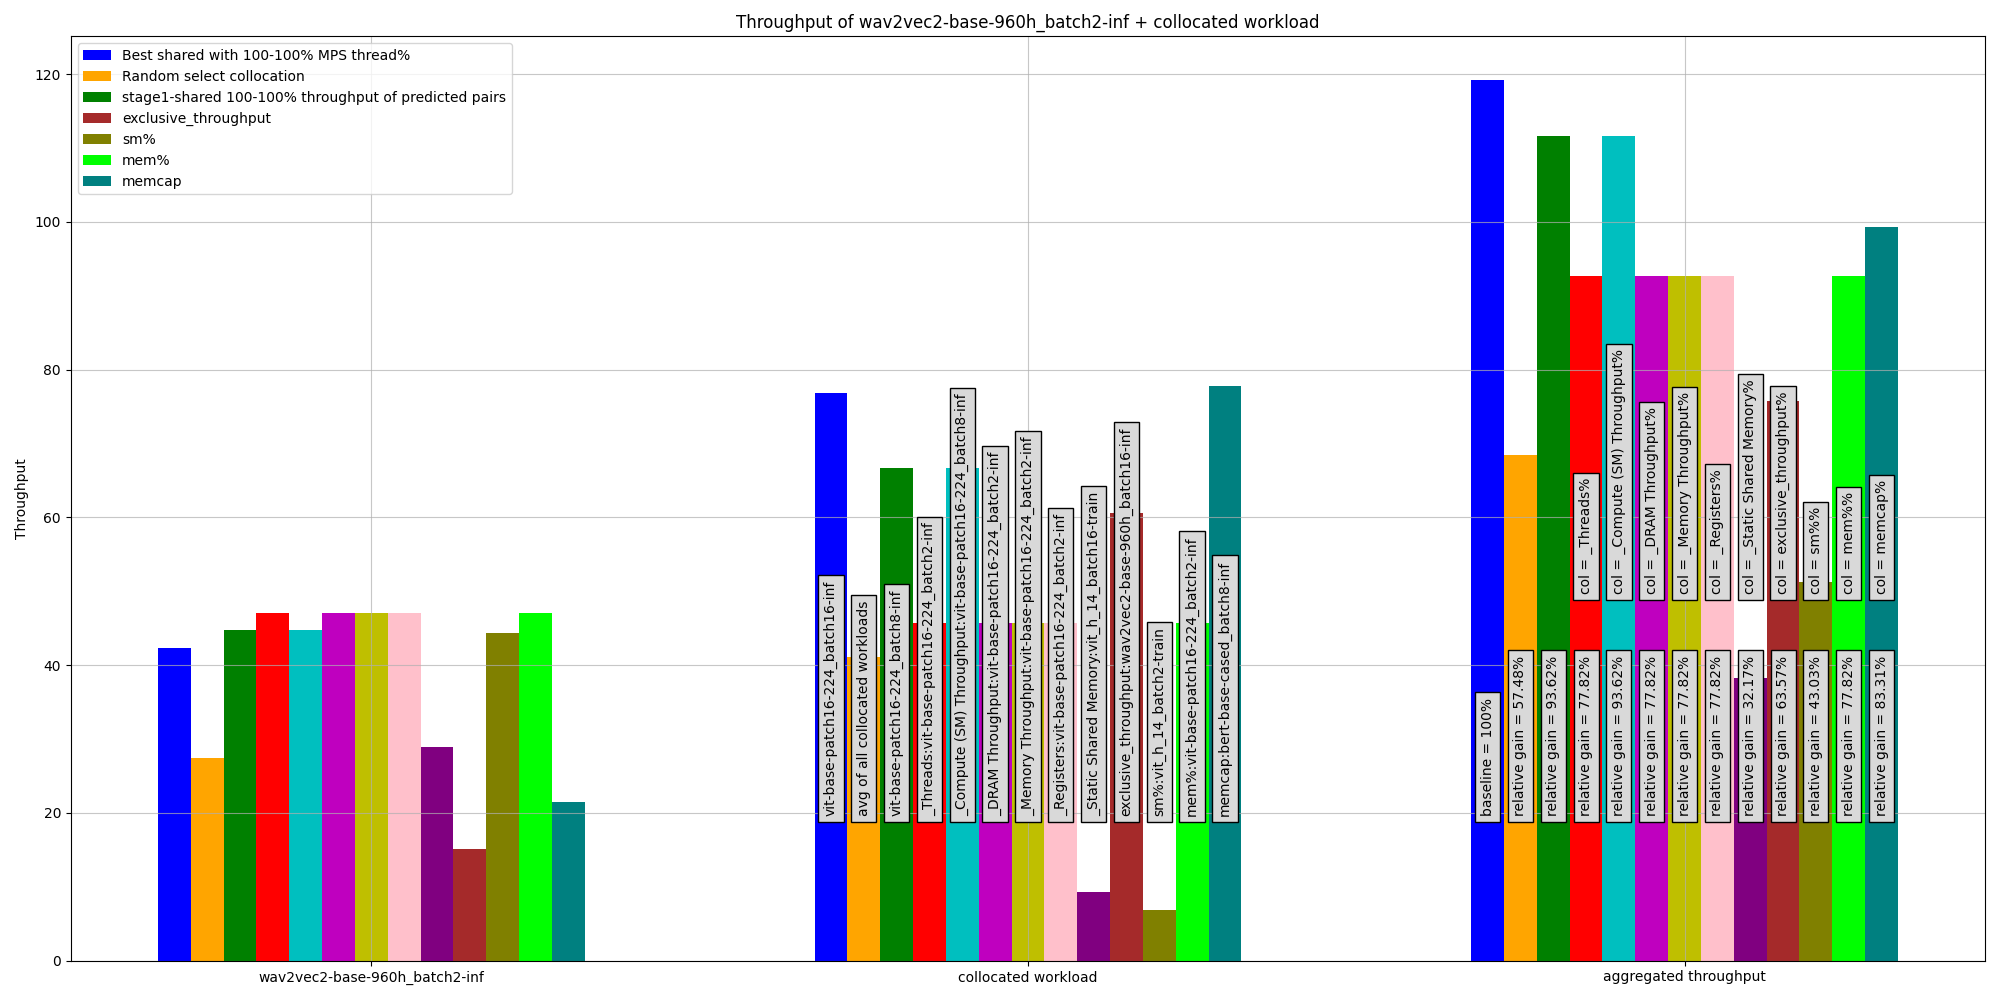 Throughput of wav2vec2-base-960h_batch2-inf + collocated workload
Best shared with 100-100% MPS thread%
Random select collocation
stage1-shared 100-100% throughput of predicted pairs
exclusive_throughput
sm%
mem%
memcap
Throughput
120
100
80
60
40
20
0
vit-base-patch16-224_batch16-inf
avg of all collocated workloads
vit-base-patch16-224_batch8-inf
_Threads:vit-base-patch16-224_batch2-inf
_Compute (SM) Throughput:vit-base-patch16-224_batch8-inf
_DRAM Throughput:vit-base-patch16-224_batch2-inf
_Memory Throughput:vit-base-patch16-224_batch2-inf
_Registers:vit-base-patch16-224_batch2-inf
_Static Shared Memory:vit_h_14_batch16-train
exclusive_throughput:wav2vec2-base-960h_batch16-inf
sm%:vit_h_14_batch2-train
mem%:vit-base-patch16-224_batch2-inf
memcap:bert-base-cased_batch8-inf
col = _Threads%
col = _Compute (SM) Throughput%
col = _DRAM Throughput%
col = _Memory Throughput%
col = _Registers%
col = _Static Shared Memory%
col = exclusive_throughput%
col = sm%%
col = mem%%
col = memcap%
baseline = 100%
relative gain = 57.48%
relative gain = 93.62%
relative gain = 77.82%
relative gain = 93.62%
relative gain = 77.82%
relative gain = 77.82%
relative gain = 77.82%
relative gain = 32.17%
relative gain = 63.57%
relative gain = 43.03%
relative gain = 77.82%
relative gain = 83.31%
wav2vec2-base-960h_batch2-inf
collocated workload
aggregated throughput